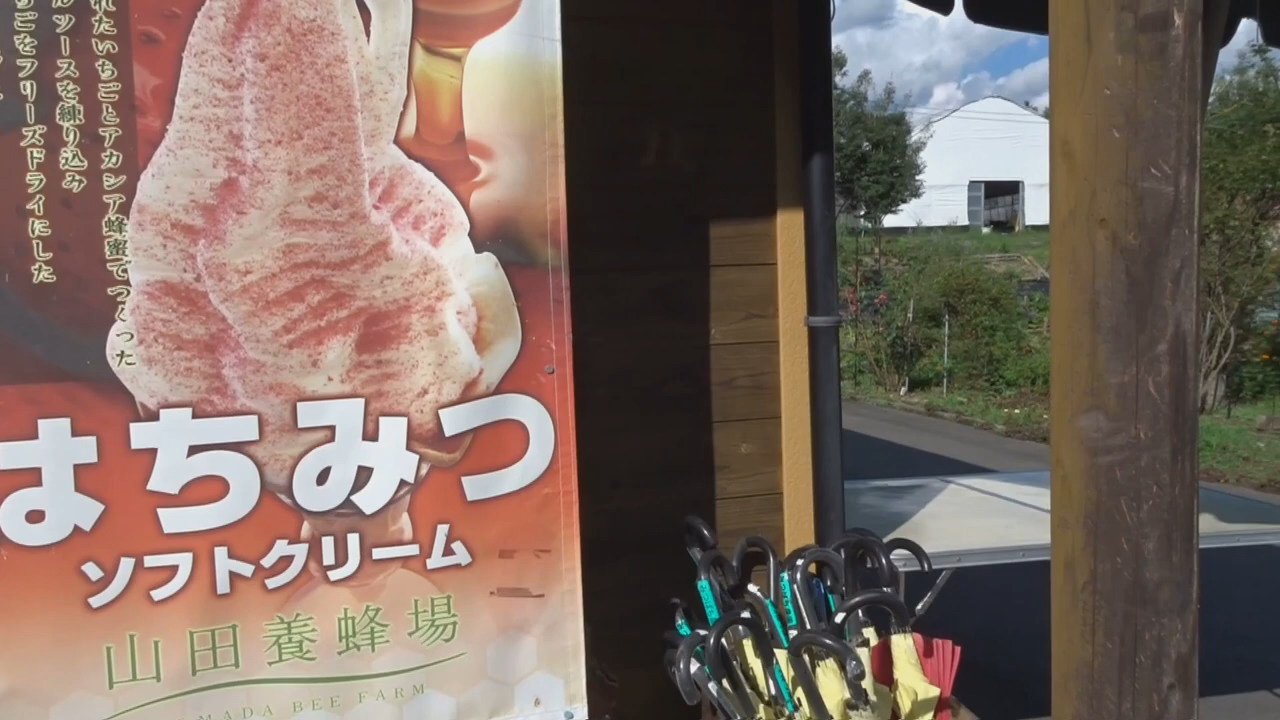 れたいちごとアカシア蜂蜜でつくった
ルソースを練り込み
ちごをフリーズドライにした
はちみつ
ソフトクリーム
山田養蜂場
MADA BEE FARM